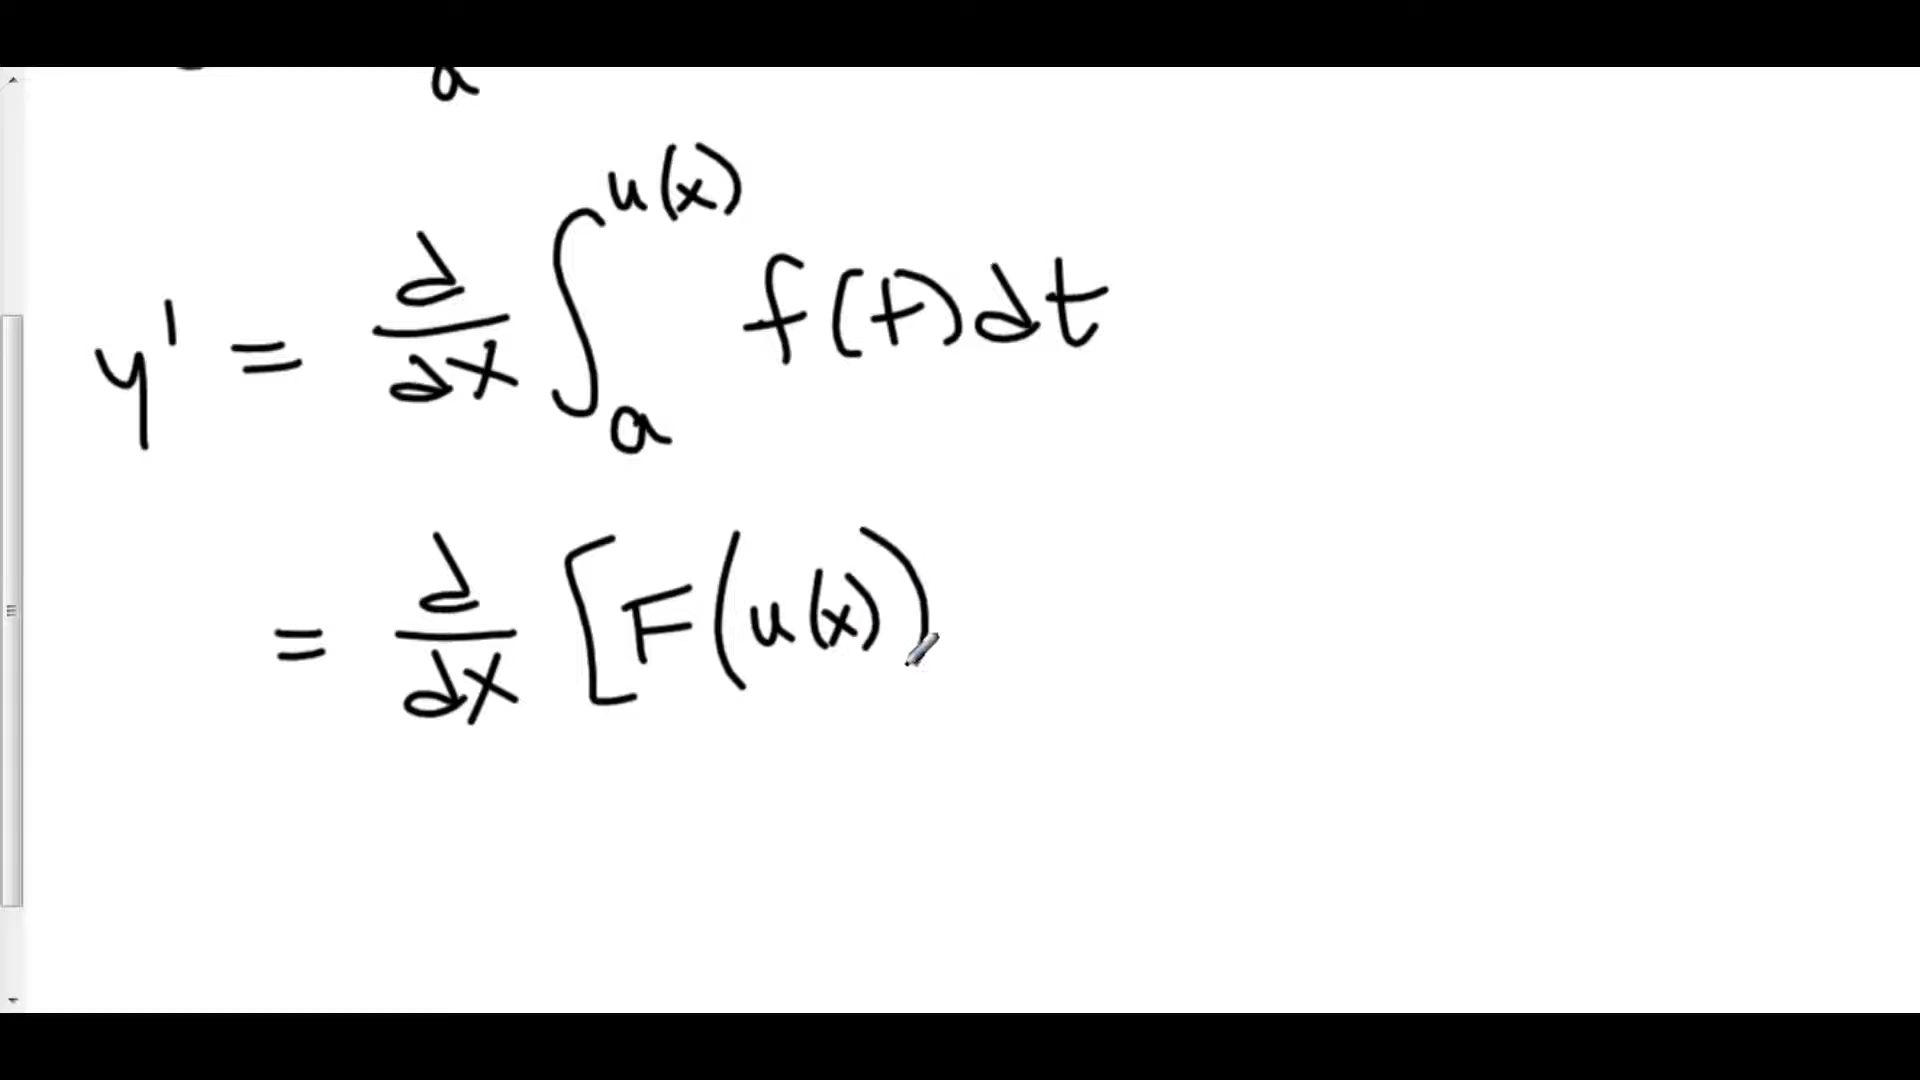 a
y' = d/dx ∫_a^{u(x)} f(t) dt
= d/dx [F(u(x))